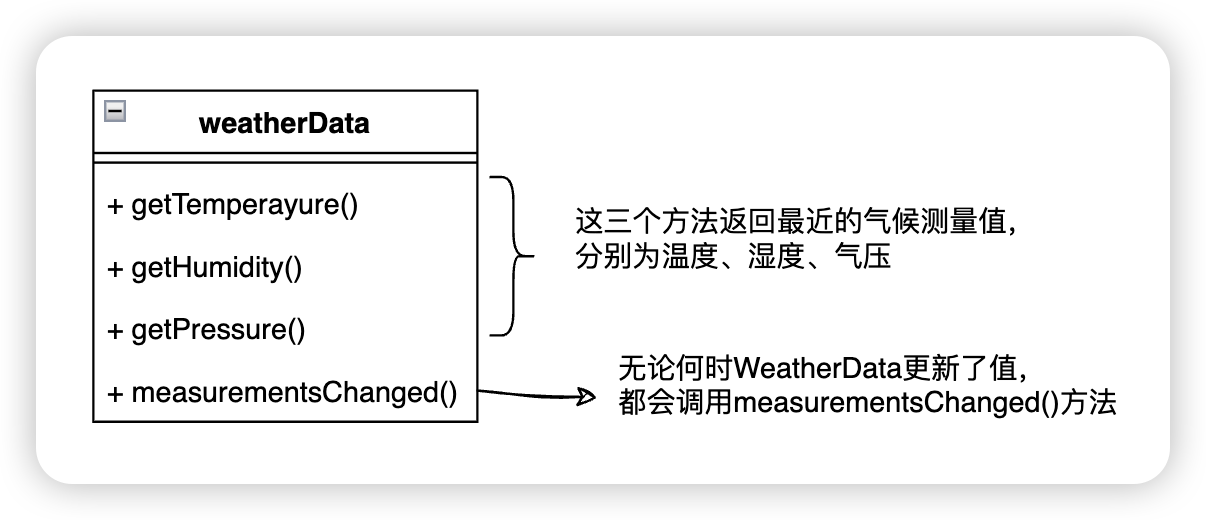 weatherData
+ getTemperayure()
+ getHumidity()
+ getPressure()
+ measurementsChanged()
这三个方法返回最近的气候测量值，
分别为温度、湿度、气压
无论何时WeatherData更新了值，
都会调用measurementsChanged()方法